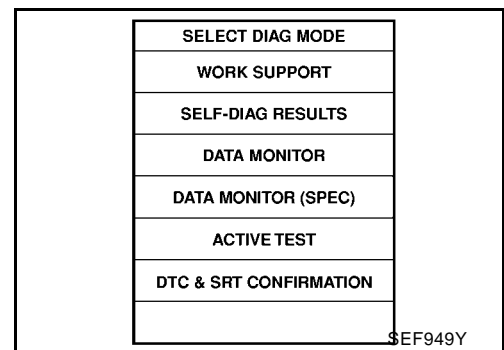 SELECT DIAG MODE
WORK SUPPORT
SELF-DIAG RESULTS
DATA MONITOR
DATA MONITOR (SPEC)
ACTIVE TEST
DTC & SRT CONFIRMATION
SEF949Y